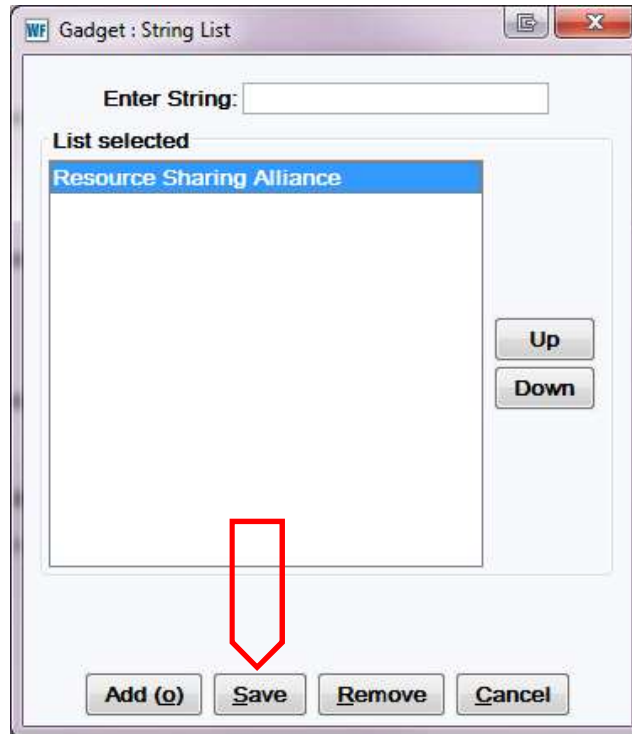 WF Gadget : String List
Enter String:
List selected
Resource Sharing Alliance
Up
Down
Add (o) Save Remove Cancel